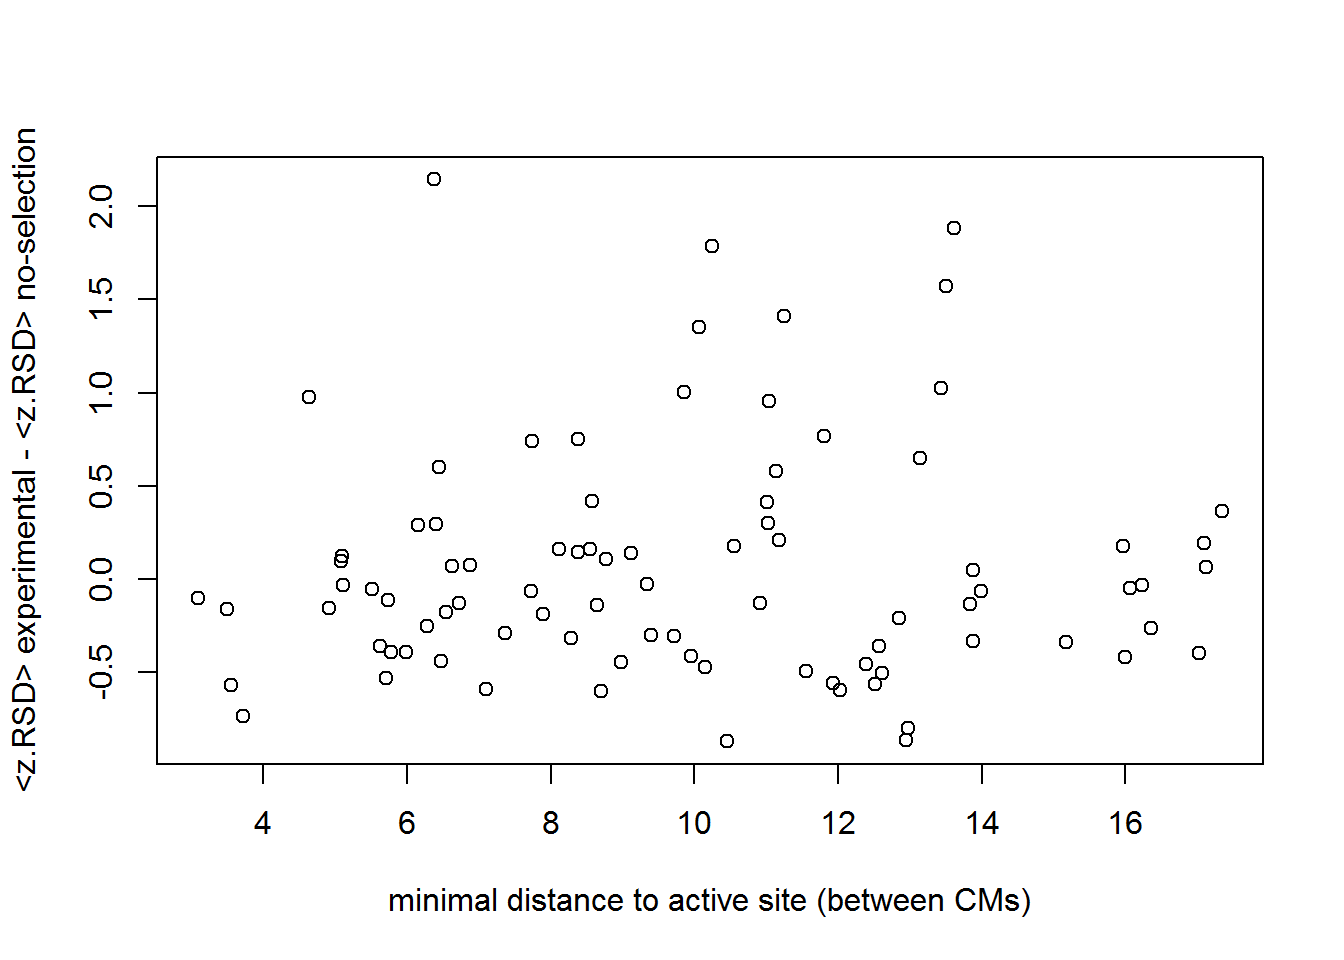 <z.RSD> experimental - <z.RSD> no-selection
2.0
1.5
1.0
0.5
0.0
-0.5
4 6 8 10 12 14 16
minimal distance to active site (between CMs)